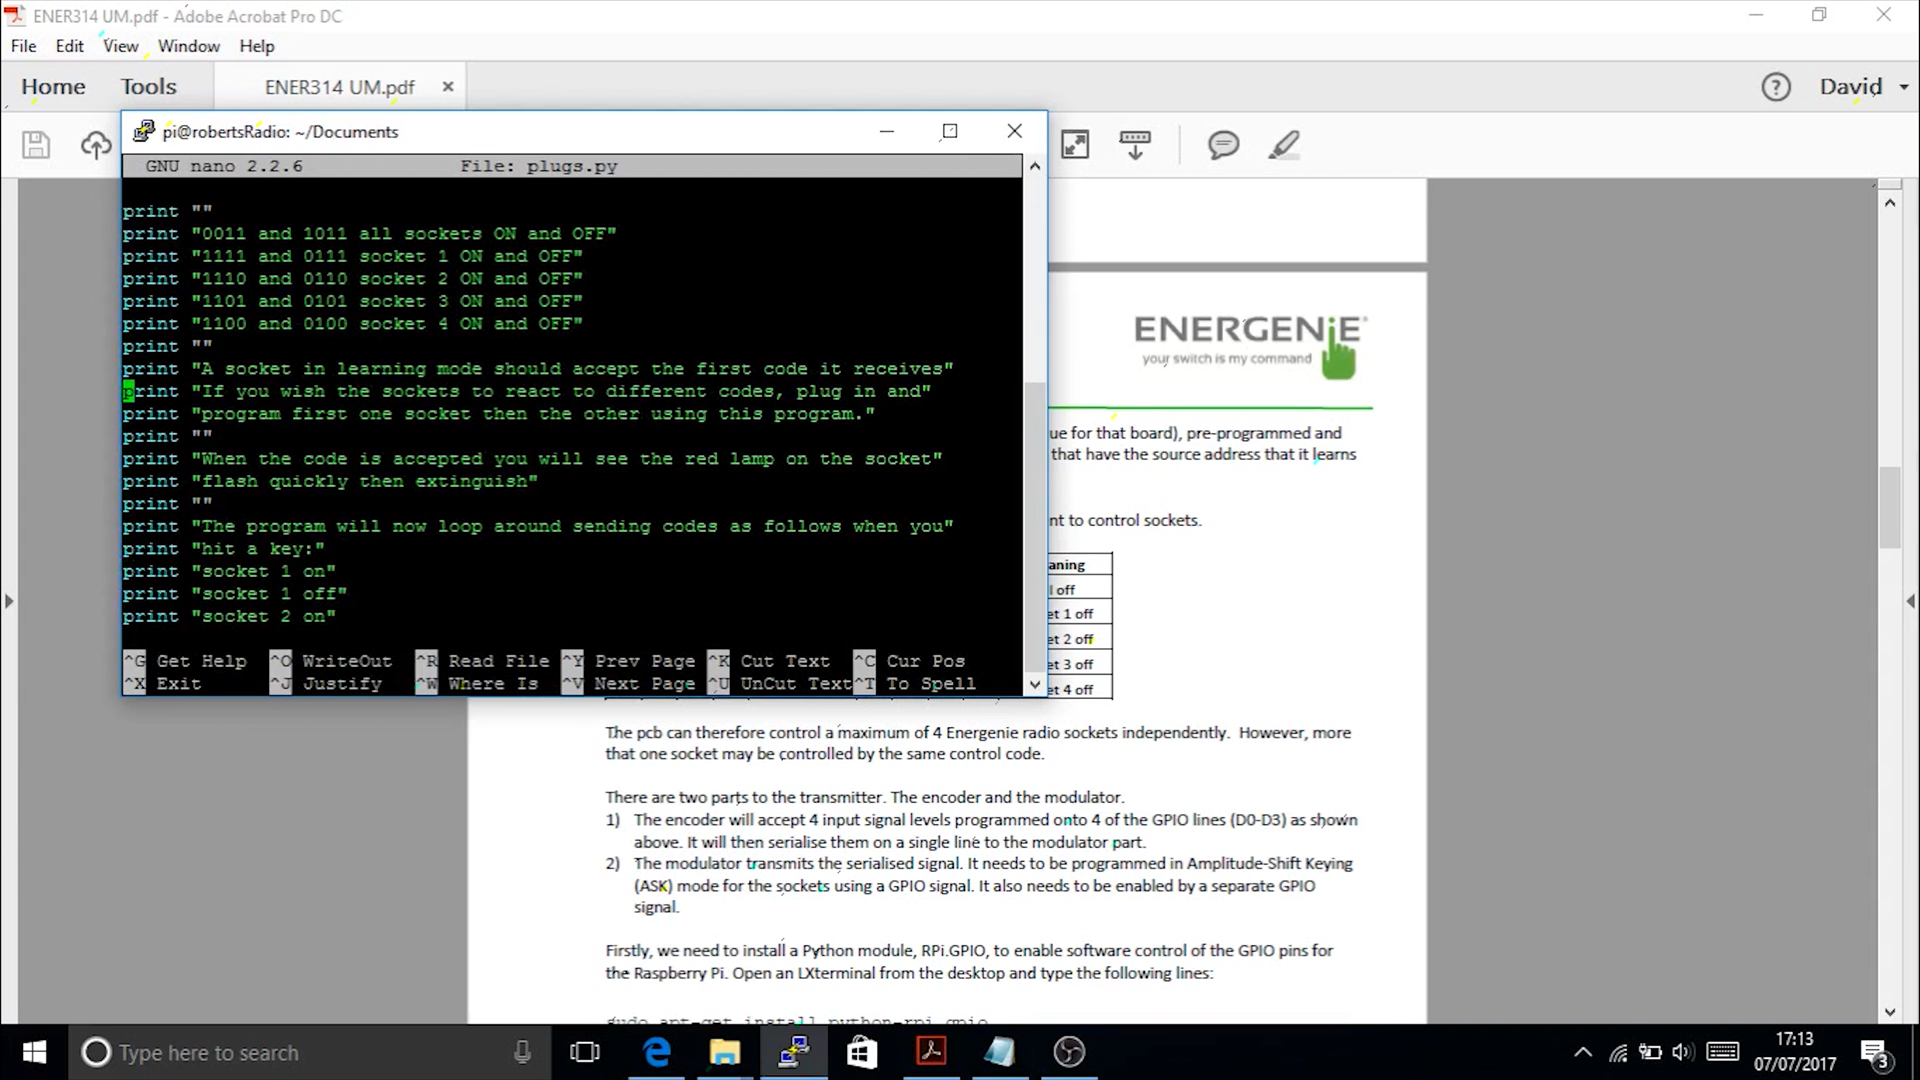 ENER314 UM.pdf - Adobe Acrobat Pro DC
File Edit View Window Help
Home Tools ENER314 UM.pdf × David
pi@robertsRadio: ~/Documents
GNU nano 2.2.6 File: plugs.py
print ""
print "0011 and 1011 all sockets ON and OFF"
print "1111 and 0111 socket 1 ON and OFF"
print "1110 and 0110 socket 2 ON and OFF"
print "1101 and 0101 socket 3 ON and OFF"
print "1100 and 0100 socket 4 ON and OFF"
print ""
print "A socket in learning mode should accept the first code it receives"
print "If you wish the sockets to react to different codes, plug in and"
print "program first one socket then the other using this program."
print ""
print "When the code is accepted you will see the red lamp on the socket"
print "flash quickly then extinguish"
print ""
print "The program will now loop around sending codes as follows when you"
print "hit a key:"
print "socket 1 on"
print "socket 1 off"
print "socket 2 on"
^G Get Help ^O WriteOut ^R Read File ^Y Prev Page ^K Cut Text ^C Cur Pos
^X Exit ^J Justify ^W Where Is ^V Next Page ^U UnCut Text ^T To Spell
ENERGENiE
your switch is my command
ue for that board), pre-programmed and
that have the source address that it learns
nt to control sockets.
aning
l off
et 1 off
et 2 off
et 3 off
et 4 off
The pcb can therefore control a maximum of 4 Energenie radio sockets independently. However, more
that one socket may be controlled by the same control code.
There are two parts to the transmitter. The encoder and the modulator.
1) The encoder will accept 4 input signal levels programmed onto 4 of the GPIO lines (D0-D3) as shown
above. It will then serialise them on a single line to the modulator part.
2) The modulator transmits the serialised signal. It needs to be programmed in Amplitude-Shift Keying
(ASK) mode for the sockets using a GPIO signal. It also needs to be enabled by a separate GPIO
signal.
Firstly, we need to install a Python module, RPi.GPIO, to enable software control of the GPIO pins for
the Raspberry Pi. Open an LXterminal from the desktop and type the following lines:
sudo apt-get install python-rpi.gpio
Type here to search
17:13
07/07/2017
3